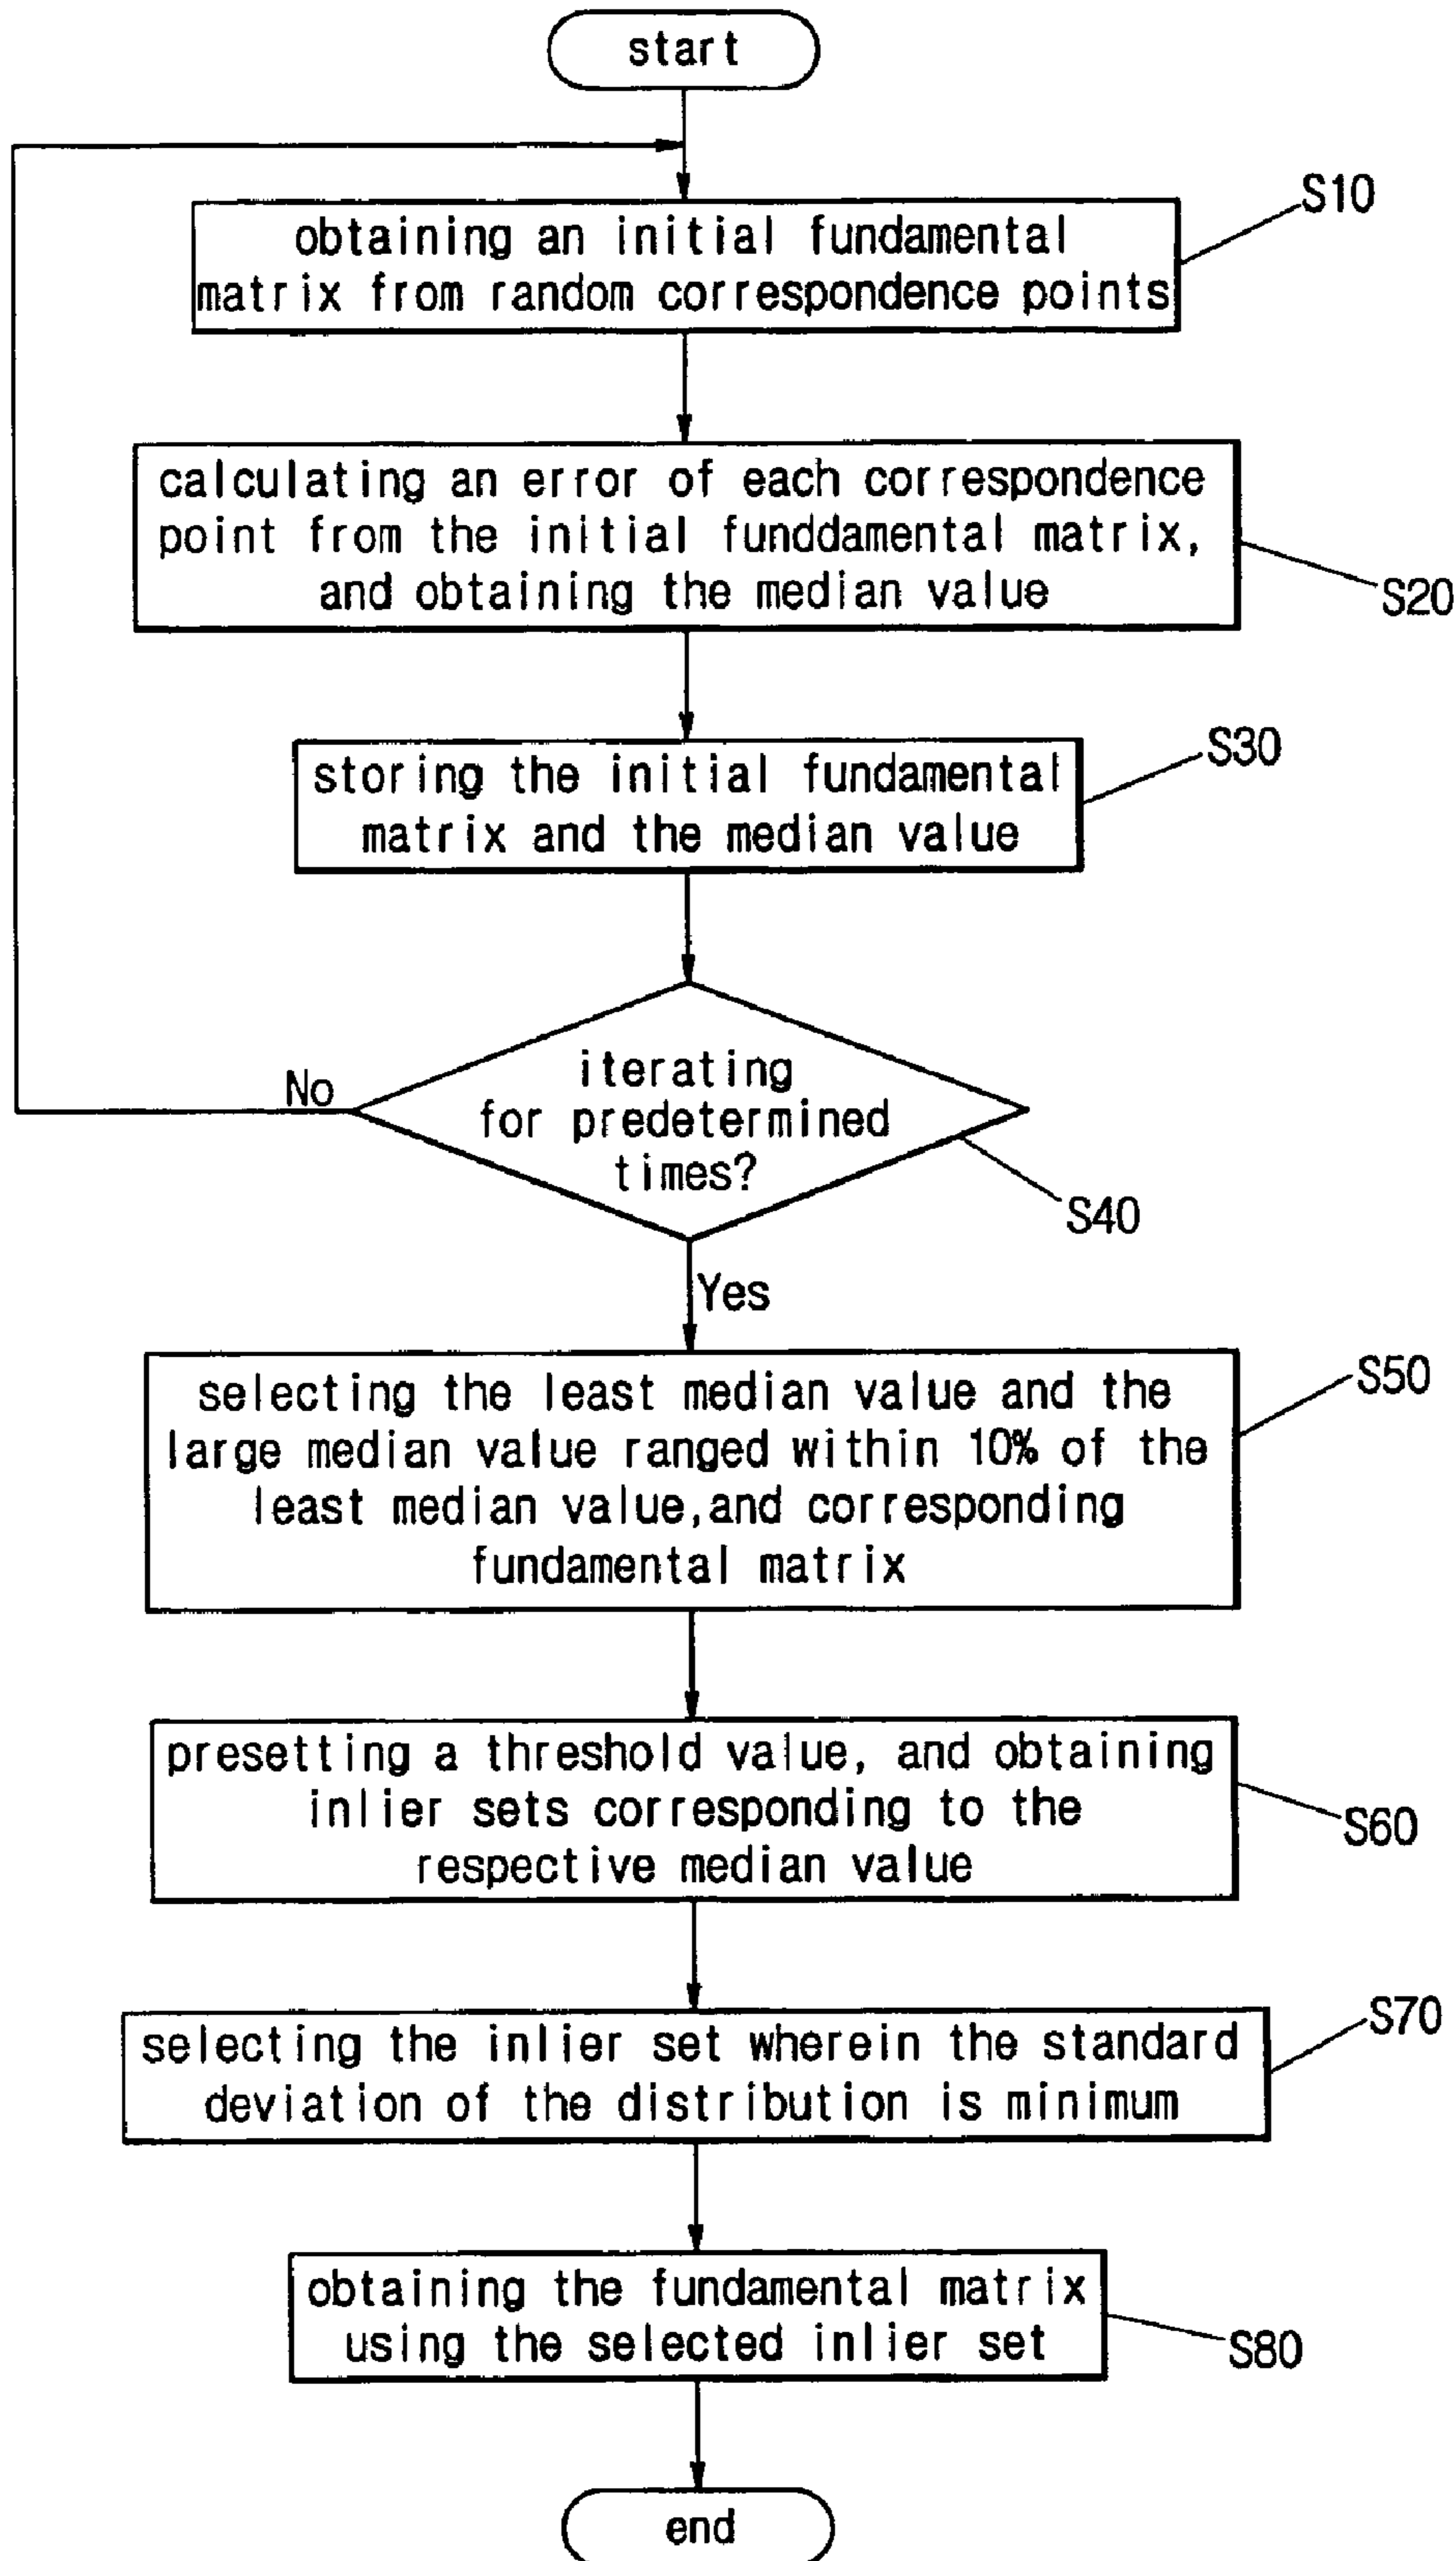 start
S10
obtaining an initial fundamental
matrix from random correspondence points
calculating an error of each correspondence
point from the initial funddamental matrix,
and obtaining the median value
S20
S30
storing the initial fundamental
matrix and the median value
No
iterating
for predetermined
times?
S40
Yes
S50
selecting the least median value and the
large median value ranged within 10% of the
least median value,and corresponding
fundamental matrix
presetting a threshold value, and obtaining
inlier sets corresponding to the
respective median value
S60
S70
selecting the inlier set wherein the standard
deviation of the distribution is minimum
obtaining the fundamental matrix
using the selected inlier set
S80
end